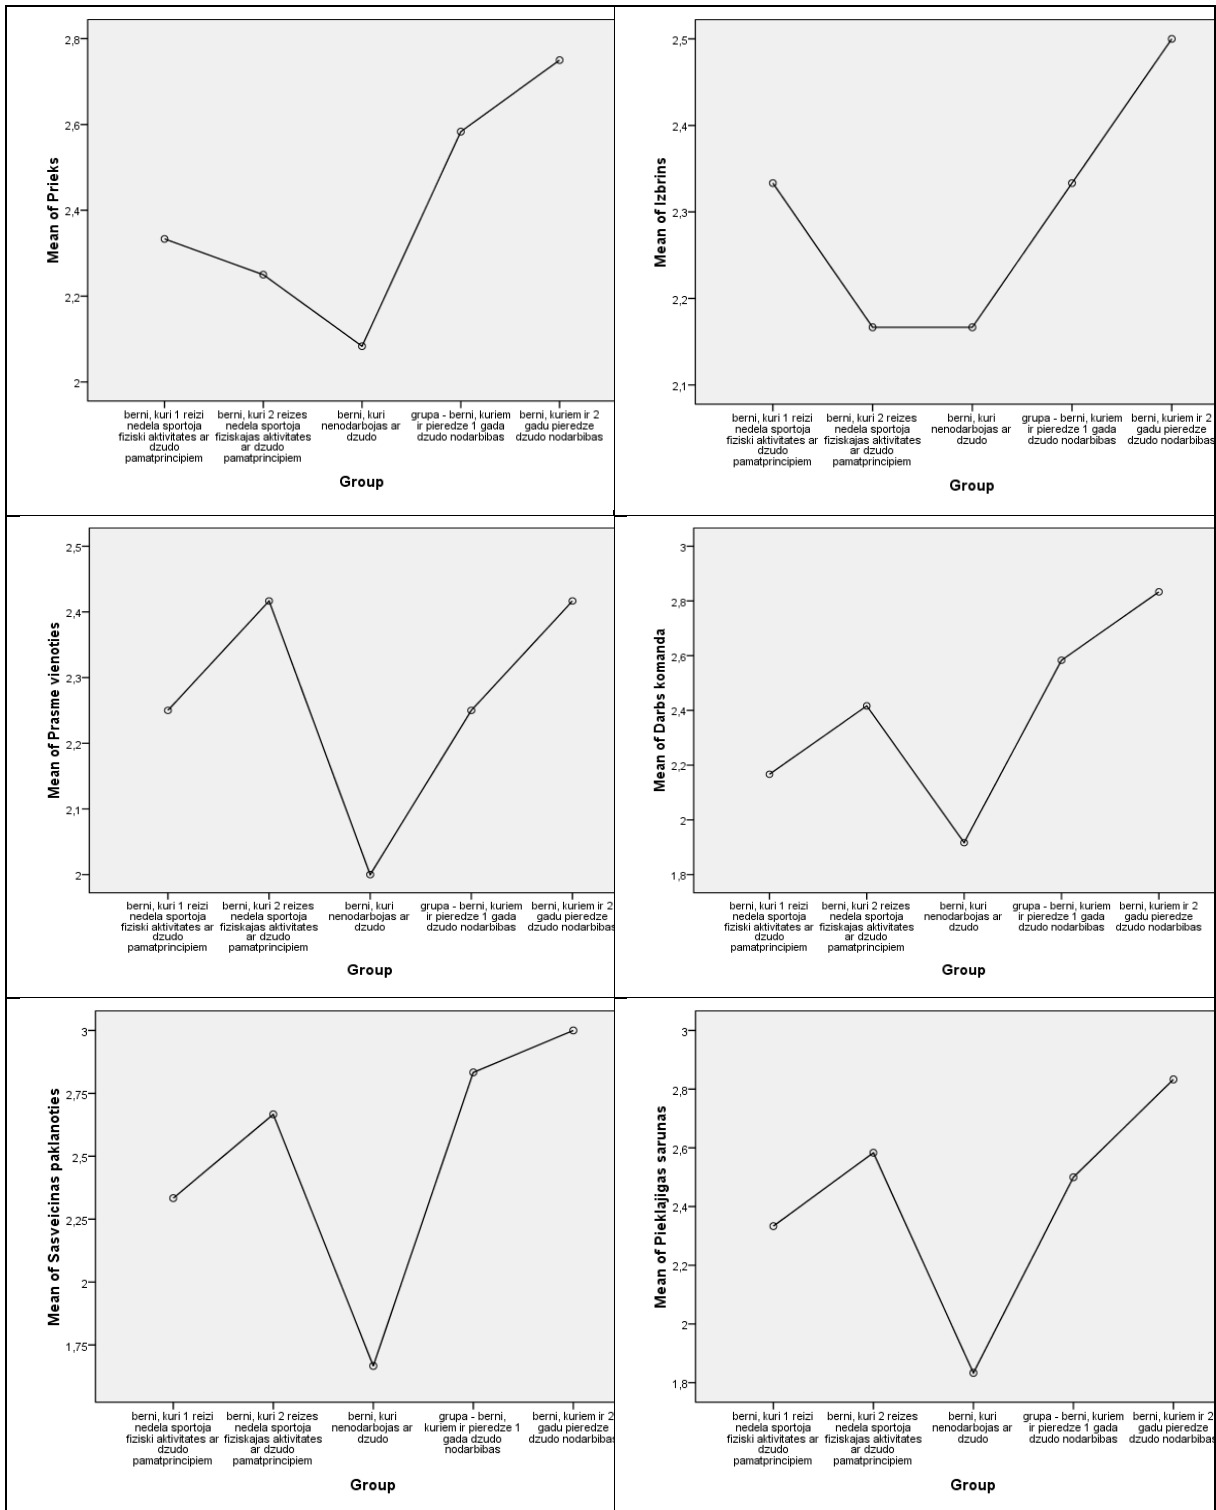 Mean of Prieks
2,8
2,6
2,4
2,2
2
berni, kuri 1 reizi
nedela sportoja
fiziski aktivitates ar
dzudo
pamatprincipiem
berni, kuri 2 reizes
nedela sportoja
fiziskajas aktivitates
ar dzudo
pamatprincipiem
berni, kuri
nenodarbojas ar
dzudo
grupa - berni, kuriem
ir pieredze 1 gada
dzudo nodarbibas
berni, kuriem ir 2
gadu pieredze
dzudo nodarbibas
Group
Mean of Izbrins
2,5
2,4
2,3
2,2
2,1
berni, kuri 1 reizi
nedela sportoja
fiziski aktivitates ar
dzudo
pamatprincipiem
berni, kuri 2 reizes
nedela sportoja
fiziskajas aktivitates
ar dzudo
pamatprincipiem
berni, kuri
nenodarbojas ar
dzudo
grupa - berni, kuriem
ir pieredze 1 gada
dzudo nodarbibas
berni, kuriem ir 2
gadu pieredze
dzudo nodarbibas
Group
Mean of Prasme vienoties
2,5
2,4
2,3
2,2
2,1
2
berni, kuri 1 reizi
nedela sportoja
fiziski aktivitates ar
dzudo
pamatprincipiem
berni, kuri 2 reizes
nedela sportoja
fiziskajas aktivitates
ar dzudo
pamatprincipiem
berni, kuri
nenodarbojas ar
dzudo
grupa - berni, kuriem
ir pieredze 1 gada
dzudo nodarbibas
berni, kuriem ir 2
gadu pieredze
dzudo nodarbibas
Group
Mean of Darbs komanda
3
2,8
2,6
2,4
2,2
2
1,8
berni, kuri 1 reizi
nedela sportoja
fiziski aktivitates ar
dzudo
pamatprincipiem
berni, kuri 2 reizes
nedela sportoja
fiziskajas aktivitates
ar dzudo
pamatprincipiem
berni, kuri
nenodarbojas ar
dzudo
grupa - berni, kuriem
ir pieredze 1 gada
dzudo nodarbibas
berni, kuriem ir 2
gadu pieredze
dzudo nodarbibas
Group
Mean of Sasveicinas paklanoties
3
2,75
2,5
2,25
2
1,75
berni, kuri 1 reizi
nedela sportoja
fiziski aktivitates ar
dzudo
pamatprincipiem
berni, kuri 2 reizes
nedela sportoja
fiziskajas aktivitates
ar dzudo
pamatprincipiem
berni, kuri
nenodarbojas ar
dzudo
grupa - berni,
kuriem ir pieredze 1
gada dzudo
nodarbibas
berni, kuriem ir 2
gadu pieredze
dzudo nodarbibas
Group
Mean of Pieklajigas sarunas
3
2,8
2,6
2,4
2,2
2
1,8
berni, kuri 1 reizi
nedela sportoja
fiziski aktivitates ar
dzudo
pamatprincipiem
berni, kuri 2 reizes
nedela sportoja
fiziskajas aktivitates
ar dzudo
pamatprincipiem
berni, kuri
nenodarbojas ar
dzudo
grupa - berni, kuriem
ir pieredze 1 gada
dzudo nodarbibas
berni, kuriem ir 2
gadu pieredze
dzudo nodarbibas
Group